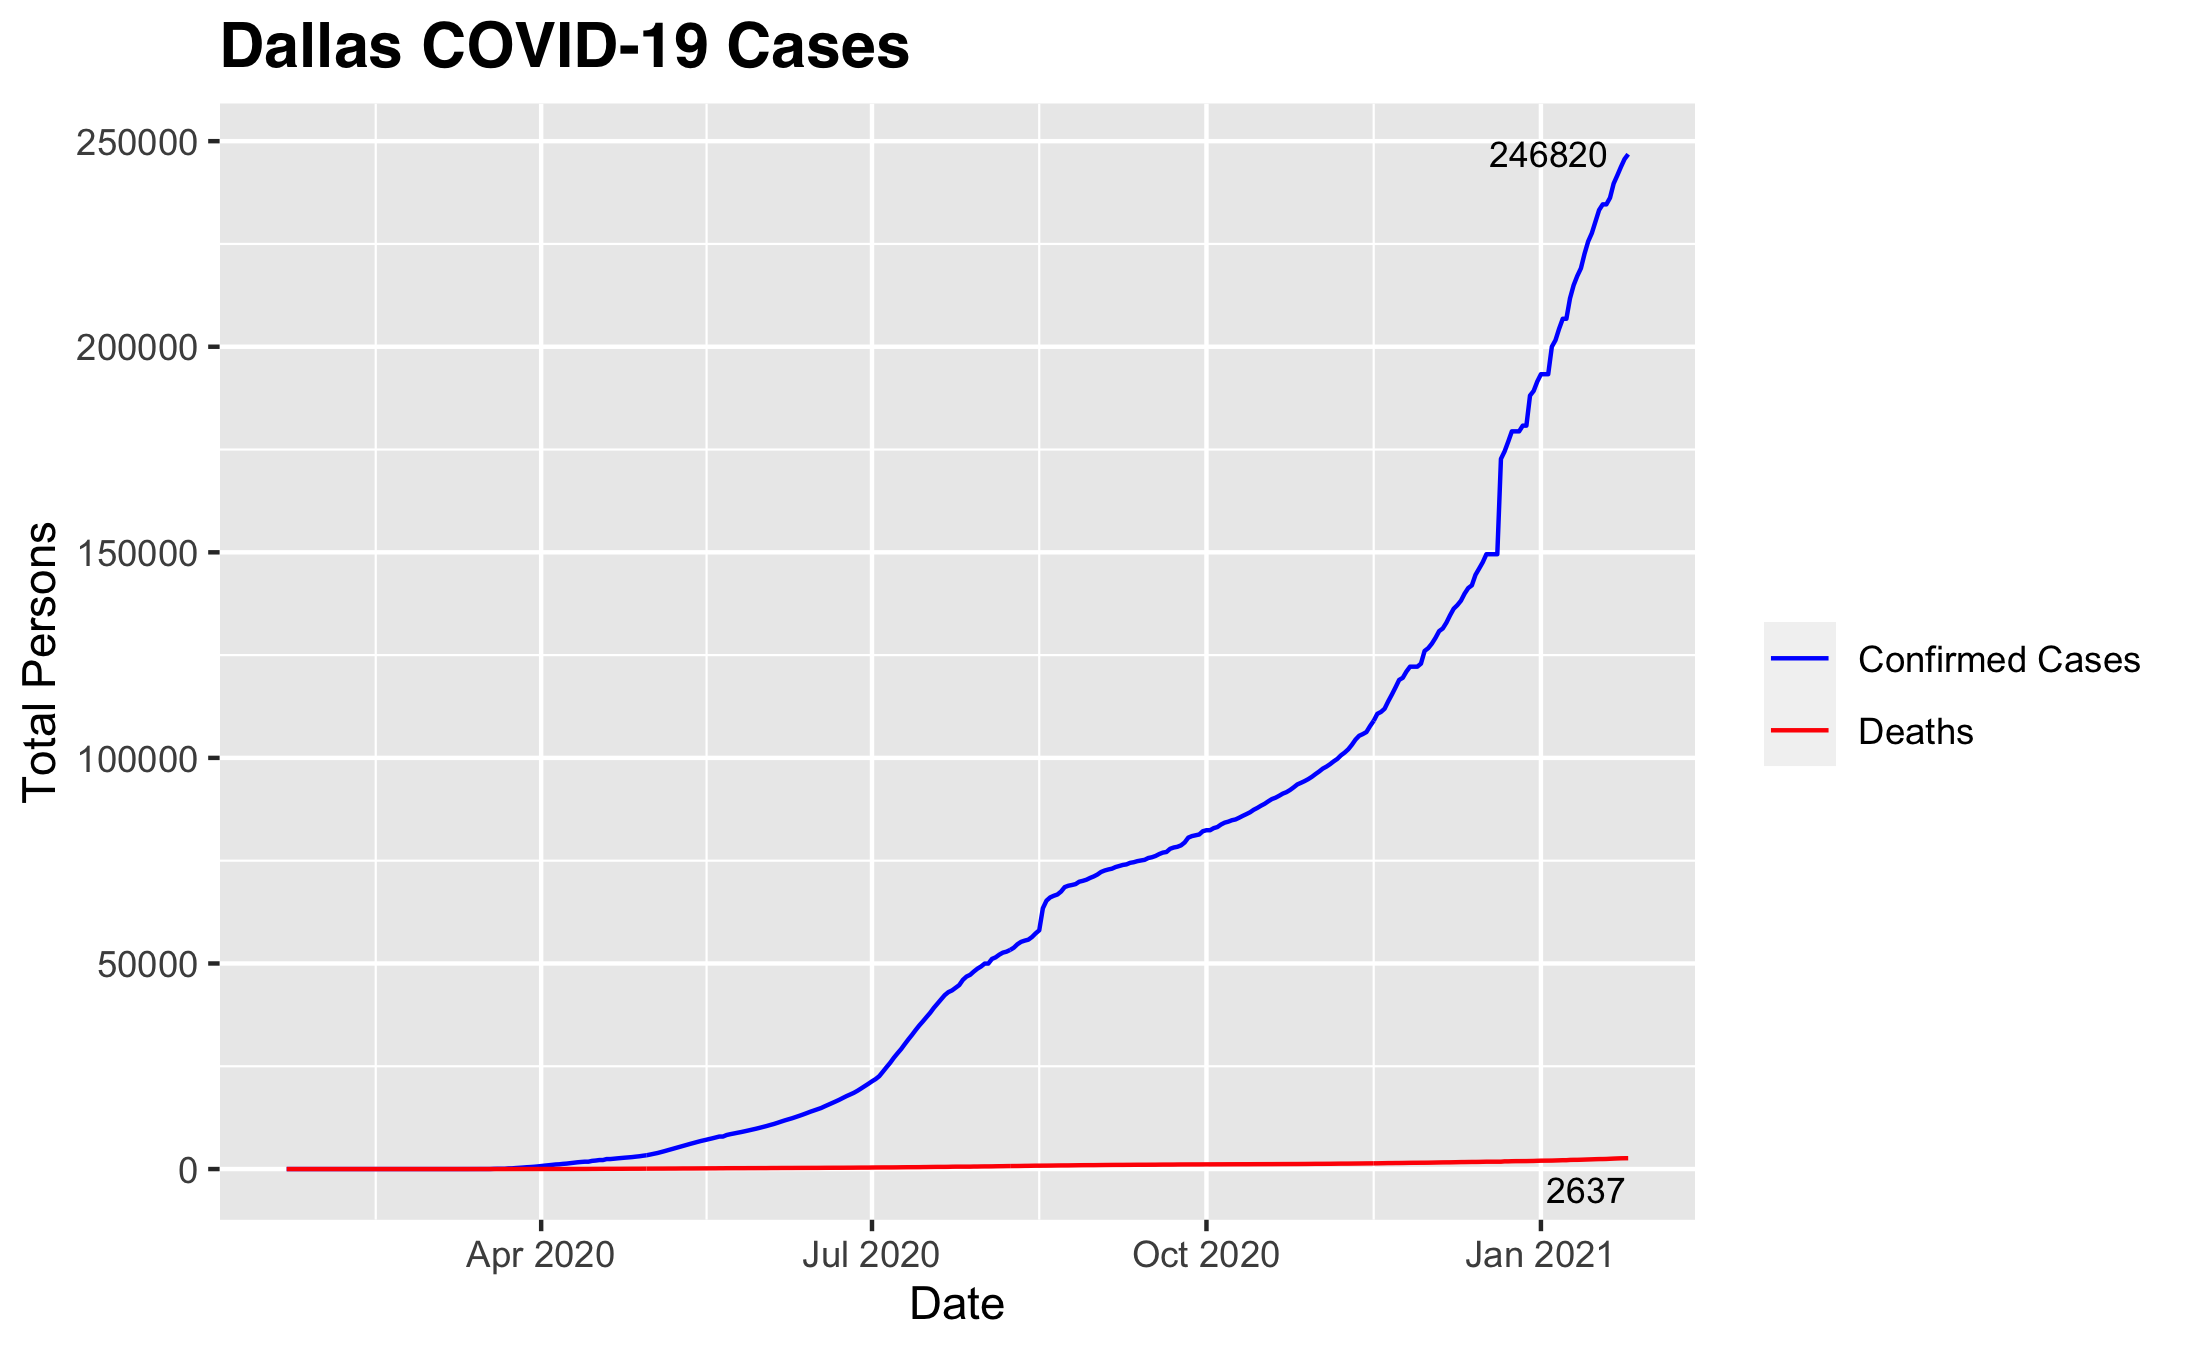 Dallas COVID-19 Cases
250000
200000
150000
100000
50000
0
Total Persons
246820
2637
Apr 2020
Jul 2020
Oct 2020
Jan 2021
Date
Confirmed Cases
Deaths